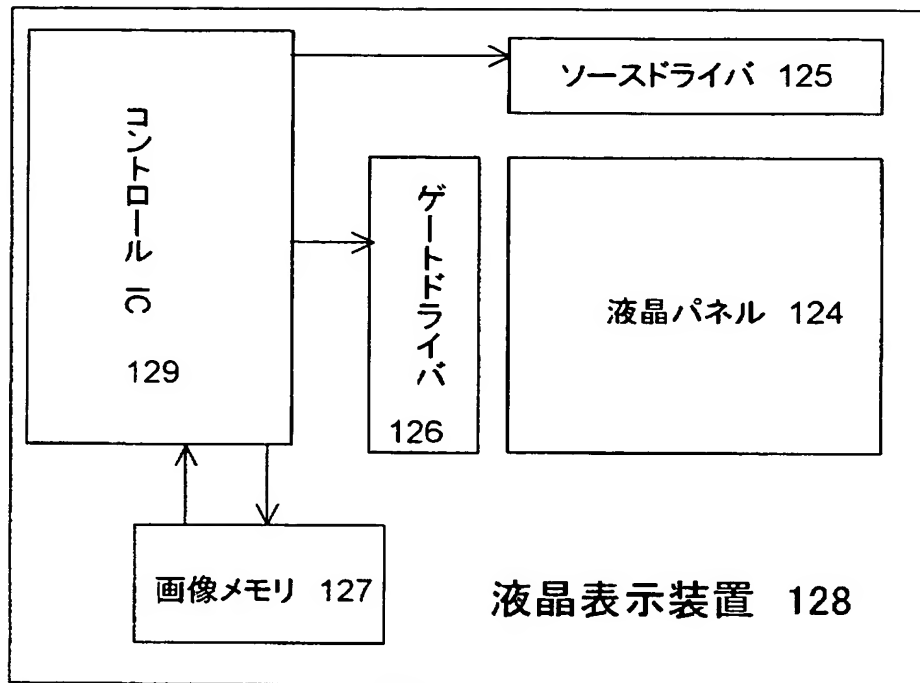 コントロール IC
129
ソースドライバ 125
ゲートドライバ
126
液晶パネル 124
画像メモリ 127
液晶表示装置 128